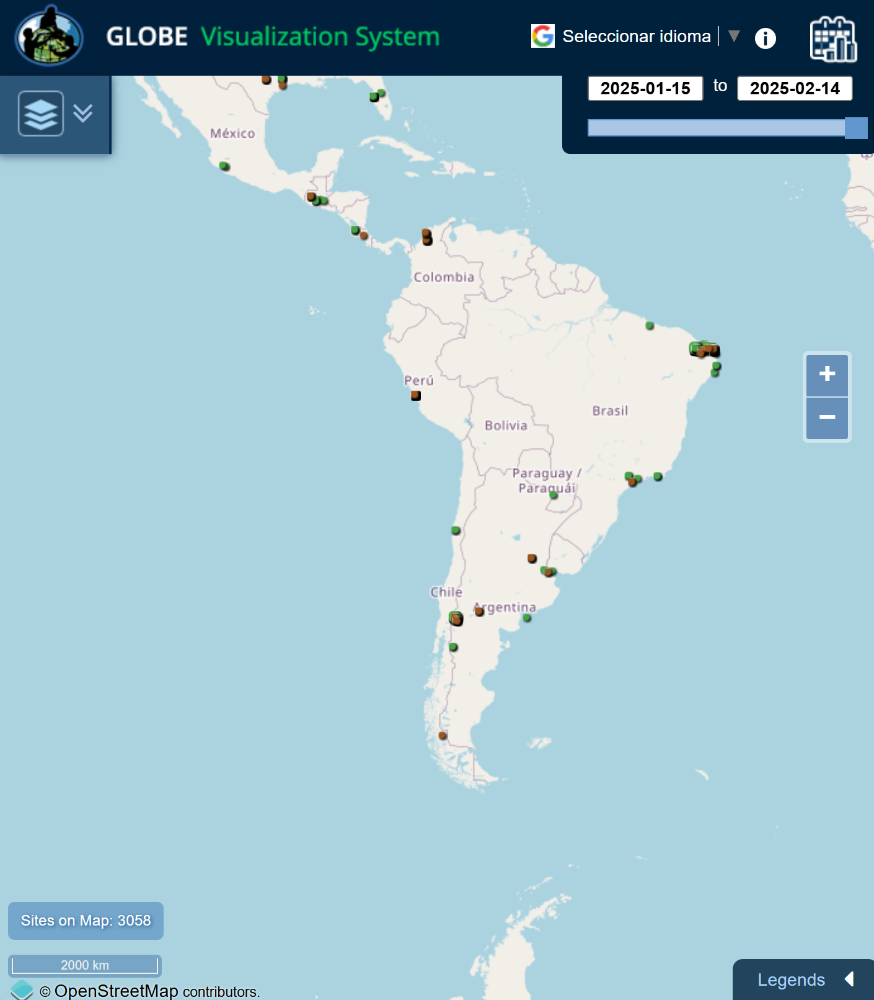 GLOBE Visualization System
Seleccionar idioma
2025-01-15 to 2025-02-14
México
Colombia
Perú
Brasil
Bolivia
Paraguay /
Paraguái
Chile
Argentina
Sites on Map: 3058
2000 km
© OpenStreetMap contributors.
Legends